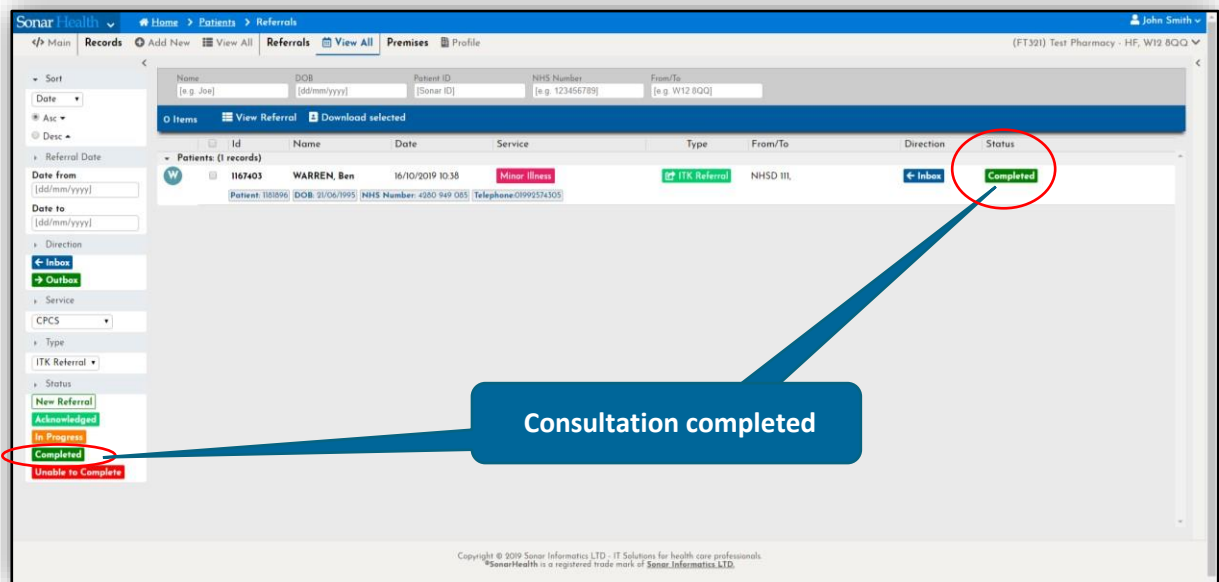 Sonar Health Home > Patients > Referrals John Smith
</> Main Records Add New View All Referrals View All Premises Profile (FT321) Test Pharmacy - HF, W12 8QQ
Sort
Date
Asc
Desc
Referral Date
Date from
[dd/mm/yyyy]
Date to
[dd/mm/yyyy]
Direction
← Inbox
→ Outbox
Service
CPCS
Type
ITK Referral
Status
New Referral
Acknowledged
In Progress
Completed
Unable to Complete
Name DOB Patient ID NHS Number From/To
[e.g. Joe] [dd/mm/yyyy] [Sonar ID] [e.g. 123456789] [e.g. W12 8QQ]
0 Items View Referral Download selected
Id Name Date Service Type From/To Direction Status
Patients: (1 records)
W 1167403 WARREN, Ben 16/10/2019 10:38 Minor Illness ITK Referral NHSD 111, ← Inbox Completed
Patient: 1181896 DOB: 21/06/1995 NHS Number: 4280 949 085 Telephone:01992574305
Consultation completed
Copyright © 2019 Sonar Informatics LTD - IT Solutions for health care professionals.
®SonarHealth is a registered trade mark of Sonar Informatics LTD.